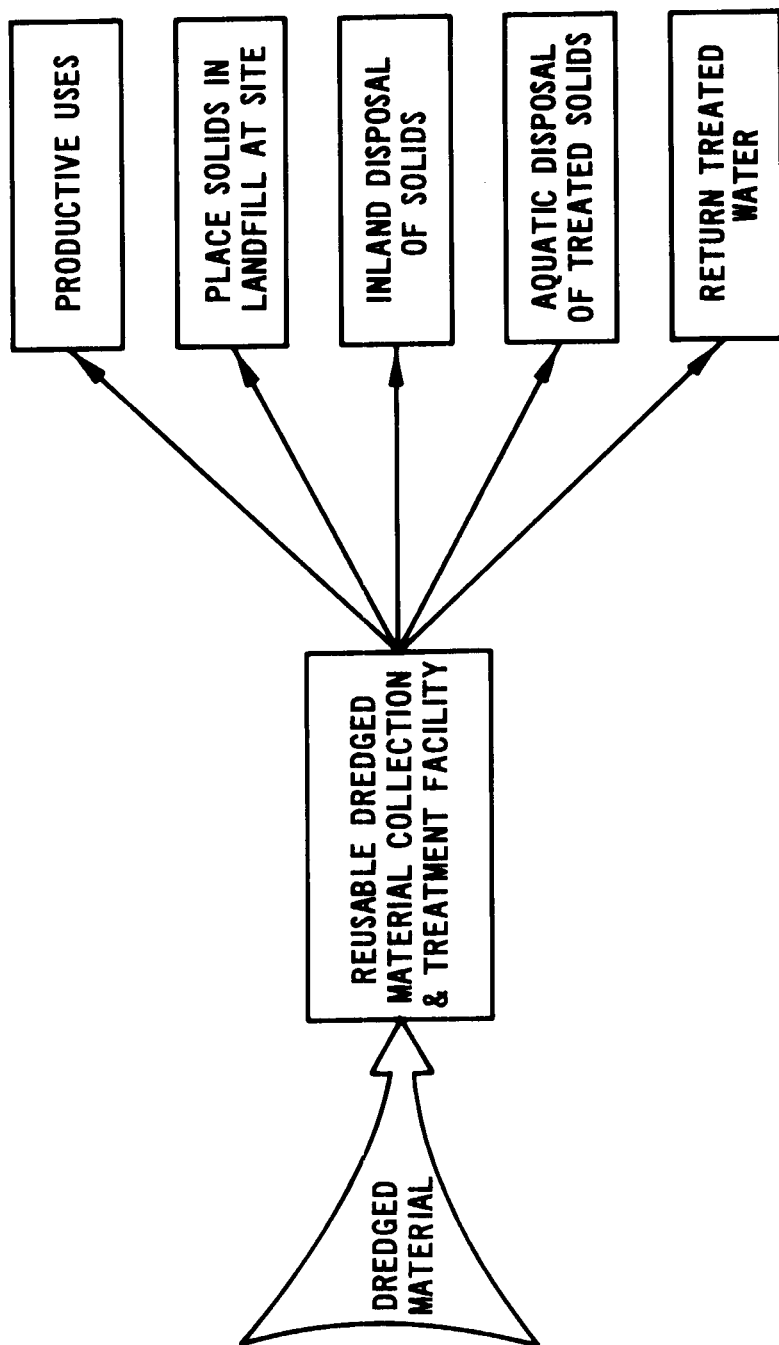 DREDGED
MATERIAL
REUSABLE DREDGED
MATERIAL COLLECTION
& TREATMENT FACILITY
PRODUCTIVE USES
PLACE SOLIDS IN
LANDFILL AT SITE
INLAND DISPOSAL
OF SOLIDS
AQUATIC DISPOSAL
OF TREATED SOLIDS
RETURN TREATED
WATER